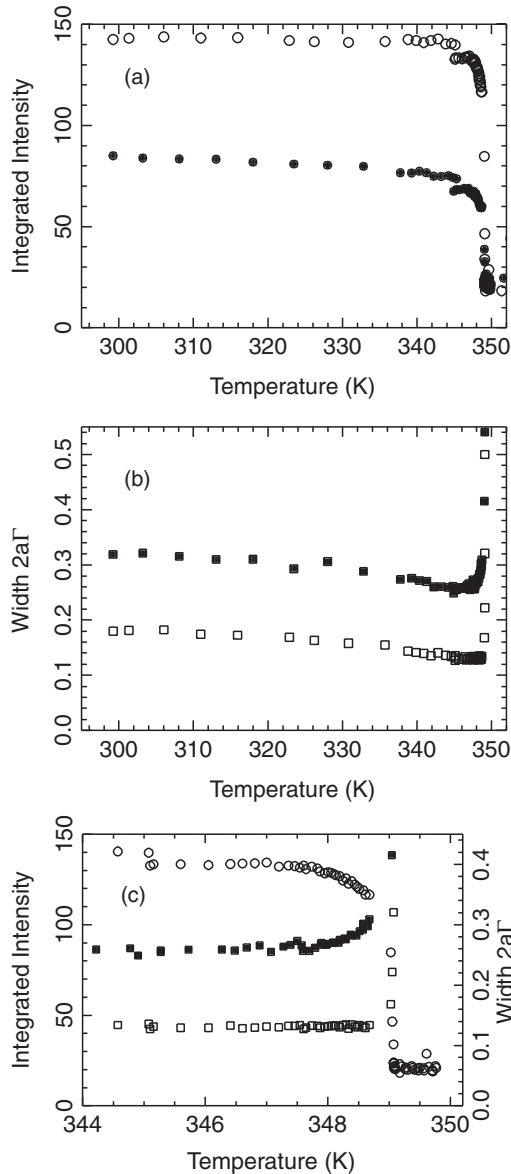 150
100
50
0
(a)
Integrated Intensity
300 310 320 330 340 350
Temperature (K)
0.5
0.4
0.3
0.2
0.1
0.0
(b)
Width 2aΓ
300 310 320 330 340 350
Temperature (K)
150
100
50
0
(c)
Integrated Intensity
0.4
0.3
0.2
0.1
0.0
Width 2aΓ
344 346 348 350
Temperature (K)